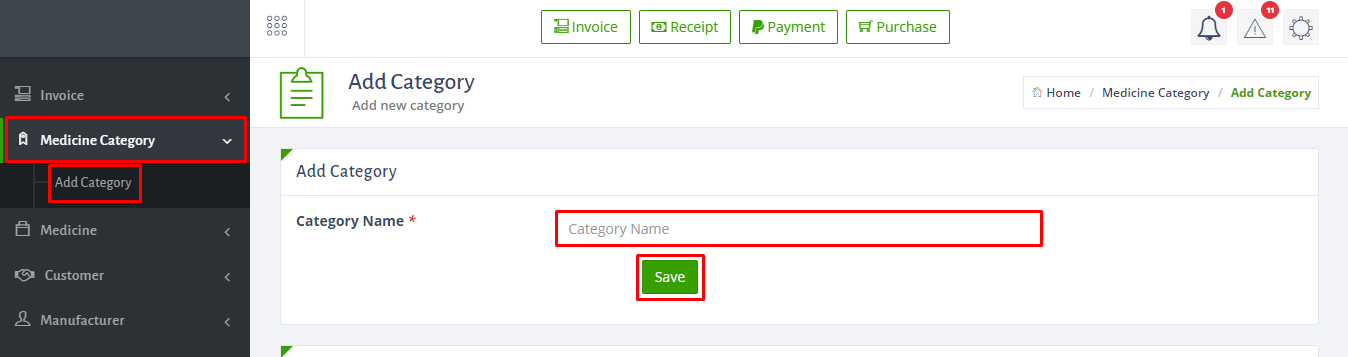 Invoice Receipt Payment Purchase 1 11
Invoice
Medicine Category
Add Category
Medicine
Customer
Manufacturer
Add Category
Add new category
Home / Medicine Category / Add Category
Add Category
Category Name * Category Name
Save